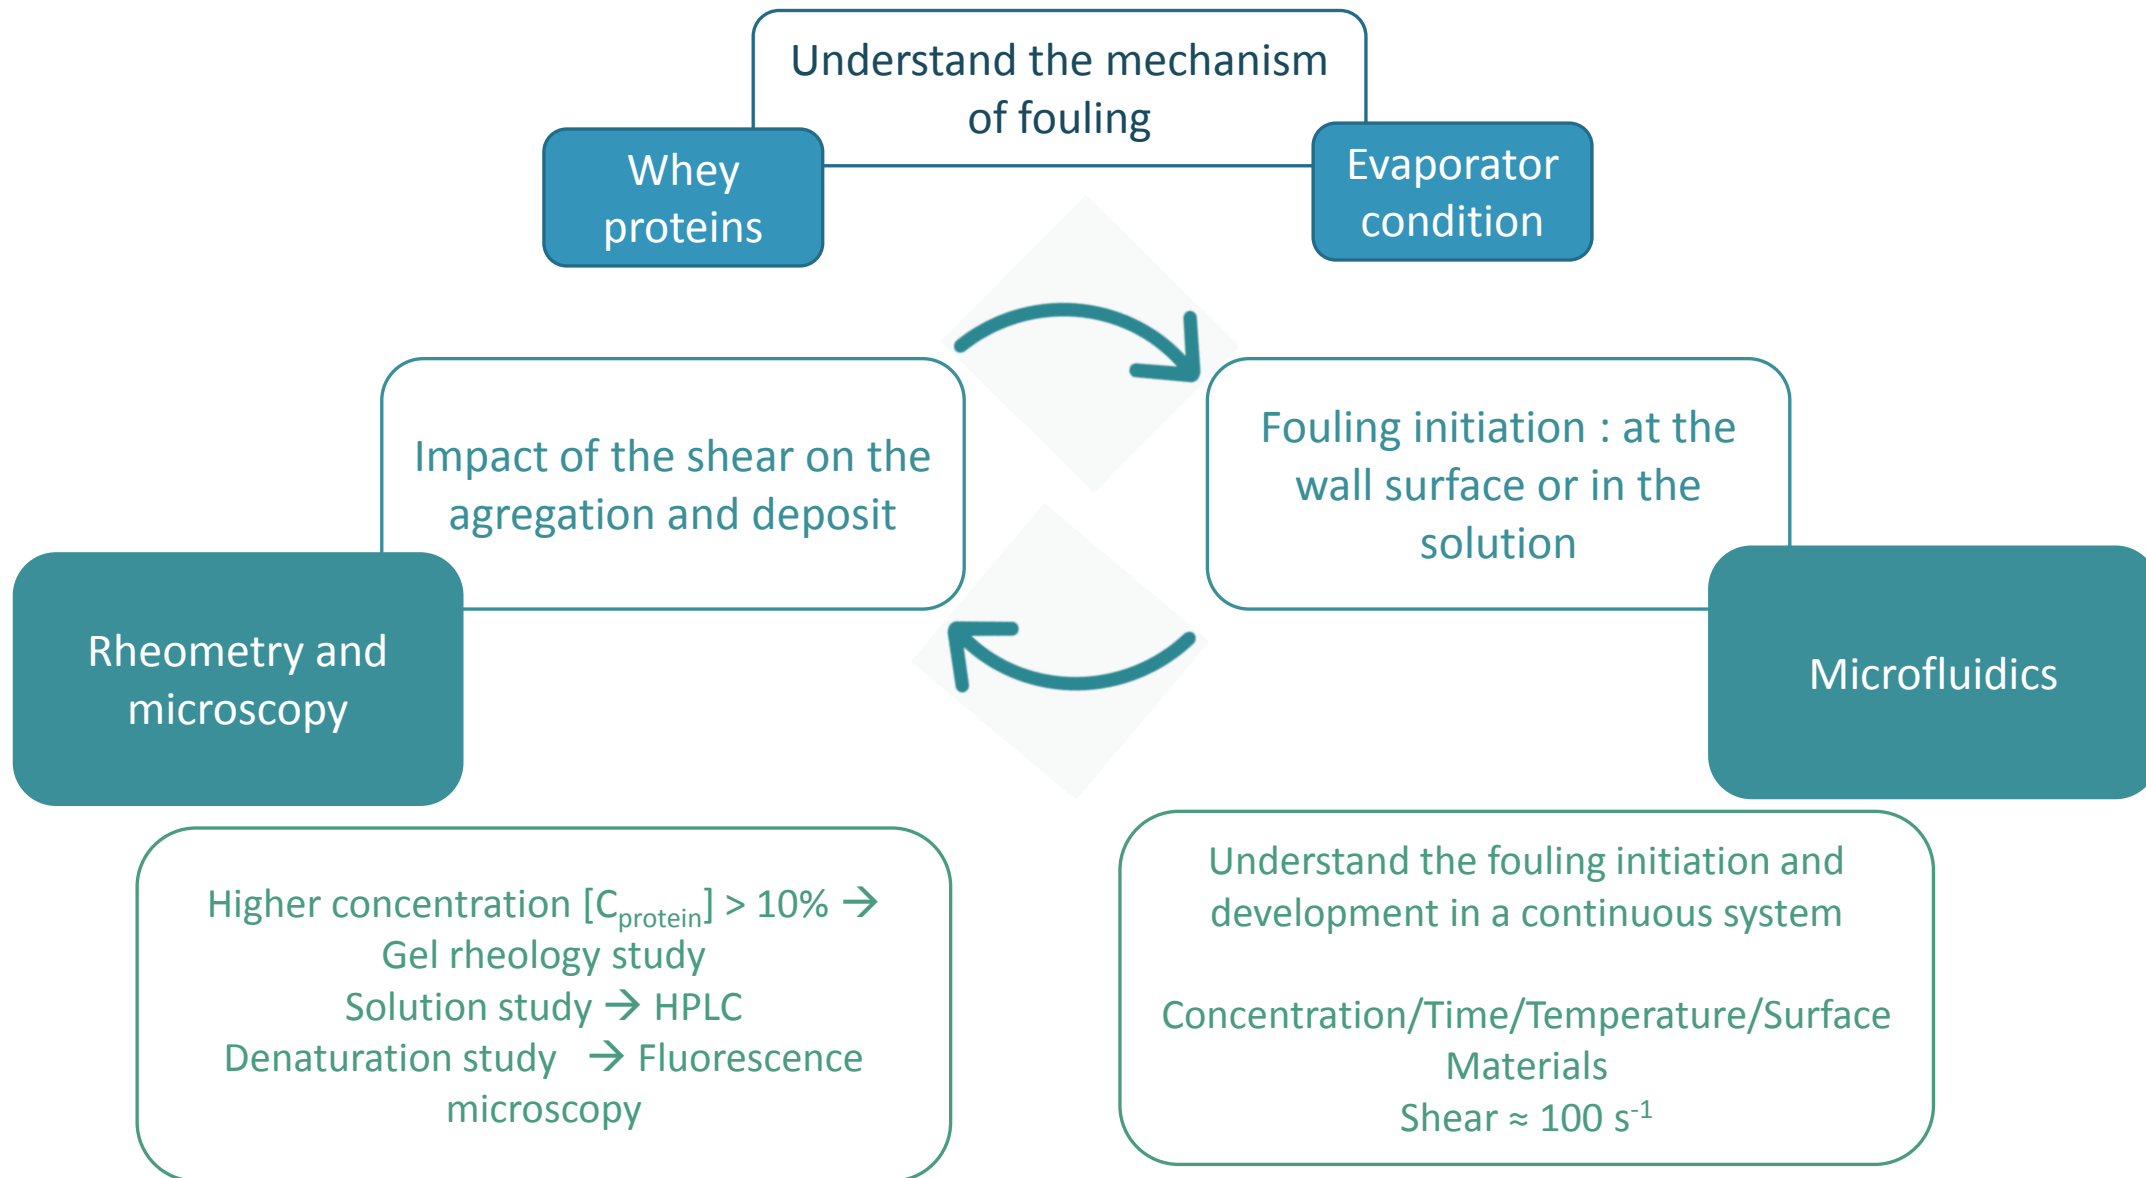 Understand the mechanism
of fouling
Whey
proteins
Evaporator
condition
Impact of the shear on the
agregation and deposit
Fouling initiation : at the
wall surface or in the
solution
Rheometry and
microscopy
Microfluidics
Higher concentration [Cprotein] > 10% →
Gel rheology study
Solution study → HPLC
Denaturation study → Fluorescence
microscopy
Understand the fouling initiation and
development in a continuous system
Concentration/Time/Temperature/Surface
Materials
Shear ≈ 100 s⁻¹